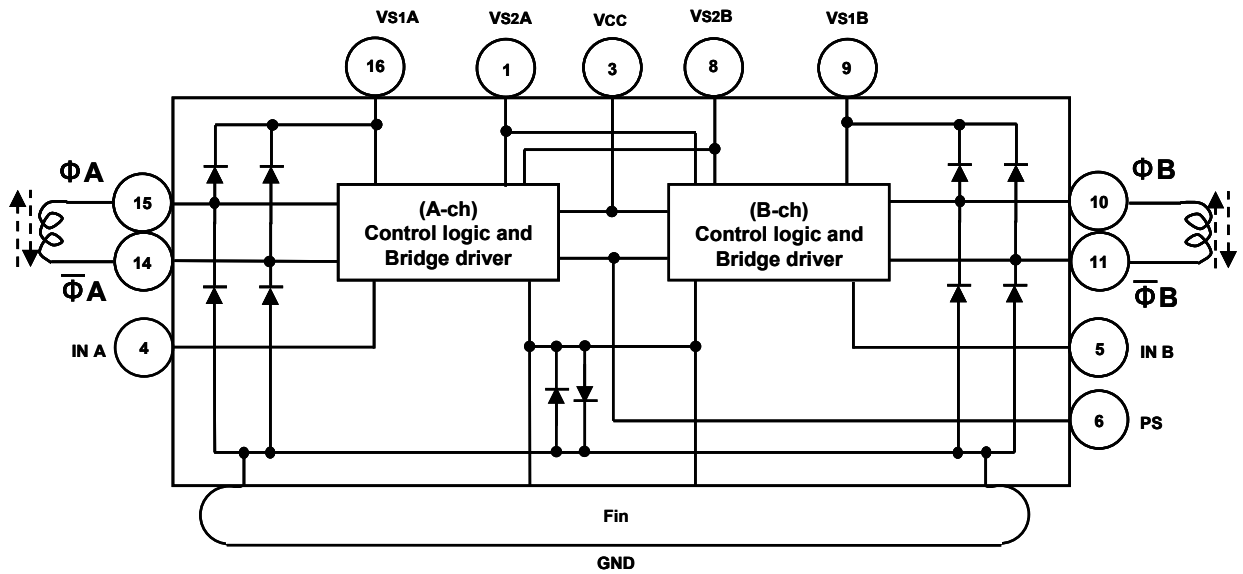 VS1A
VS2A
VCC
VS2B
VS1B
16
1
3
8
9
ΦA
15
14
Φ̅A
(A-ch)
Control logic and
Bridge driver
(B-ch)
Control logic and
Bridge driver
10
ΦB
11
Φ̅B
IN A
4
5
IN B
6
PS
Fin
GND